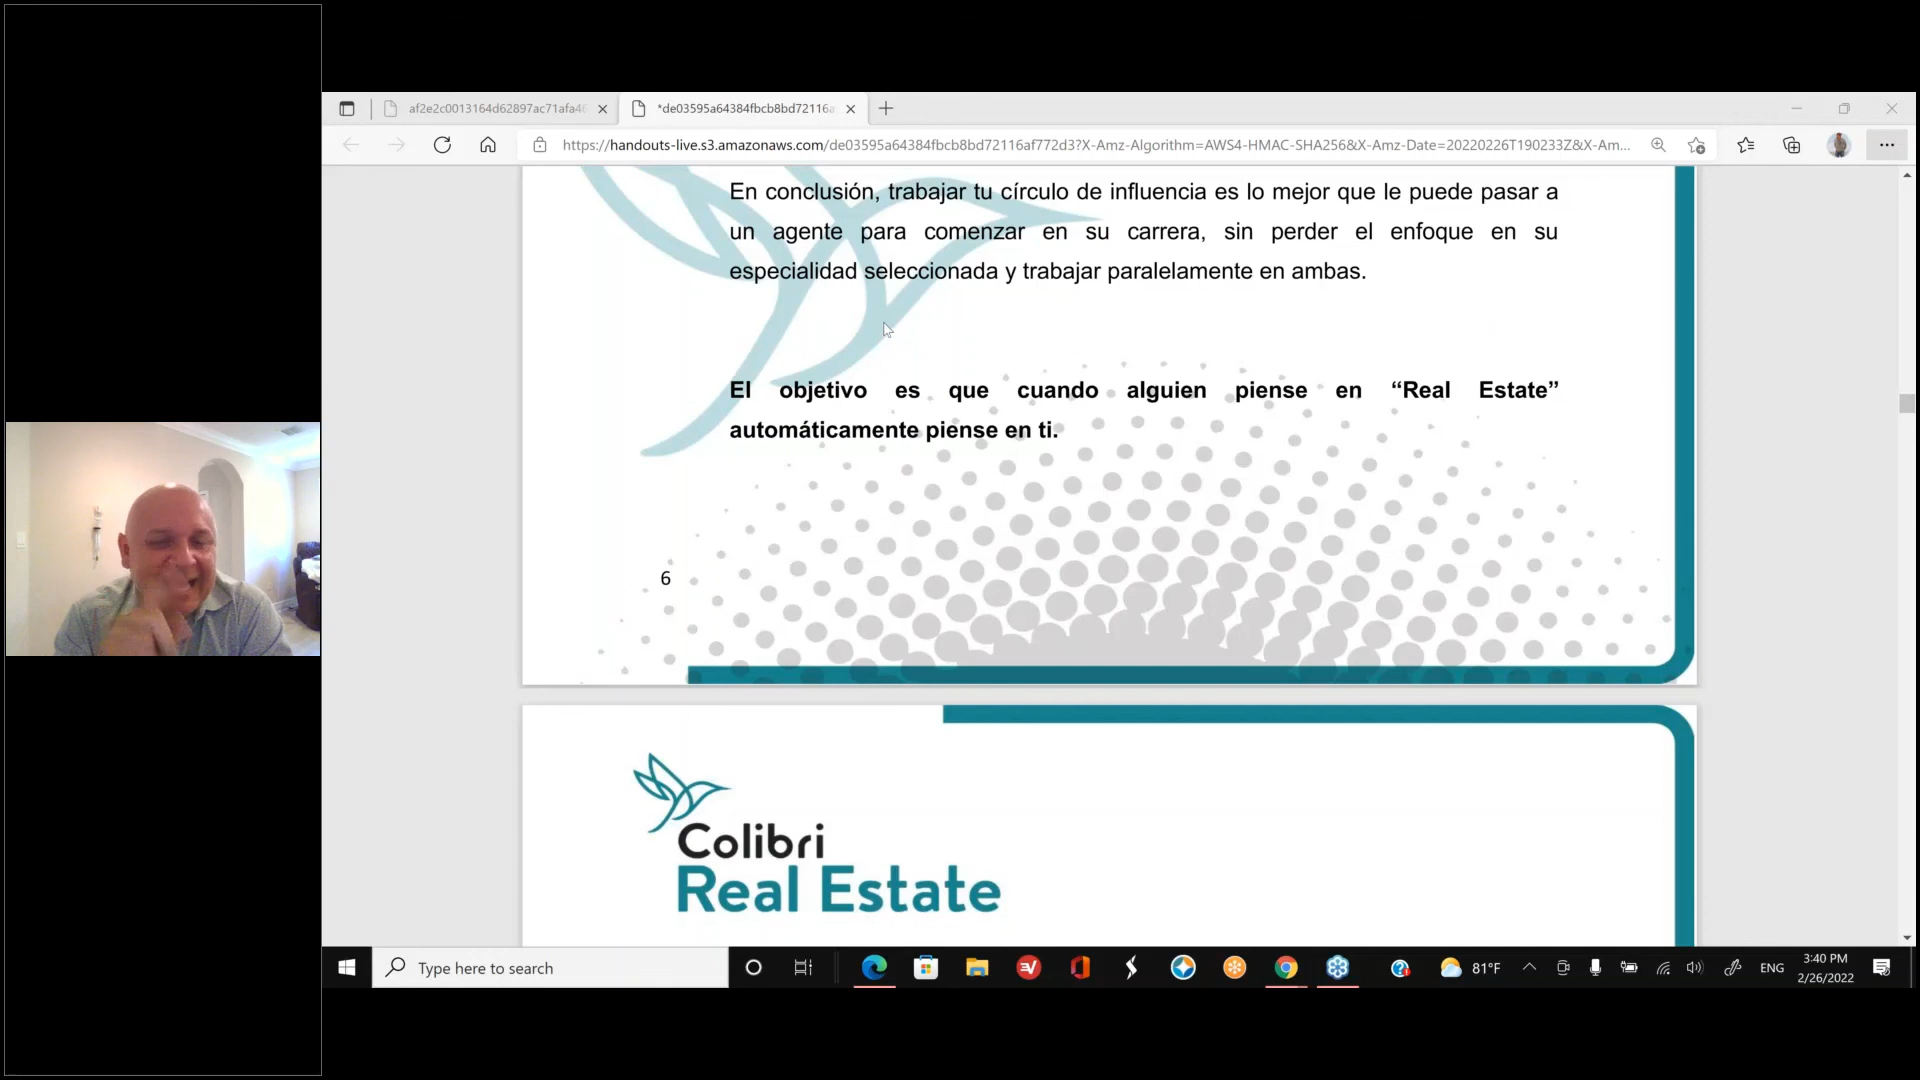 af2e2c0013164d62897ac71afa48
*de03595a64384fbcb8bd72116a
https://handouts-live.s3.amazonaws.com/de03595a64384fbcb8bd72116af772d3?X-Amz-Algorithm=AWS4-HMAC-SHA256&X-Amz-Date=20220226T190233Z&X-Am...
En conclusión, trabajar tu círculo de influencia es lo mejor que le puede pasar a
un agente para comenzar en su carrera, sin perder el enfoque en su
especialidad seleccionada y trabajar paralelamente en ambas.
El objetivo es que cuando alguien piense en “Real Estate”
automáticamente piense en ti.
6
Colibri
Real Estate
Type here to search
81°F
ENG
3:40 PM
2/26/2022